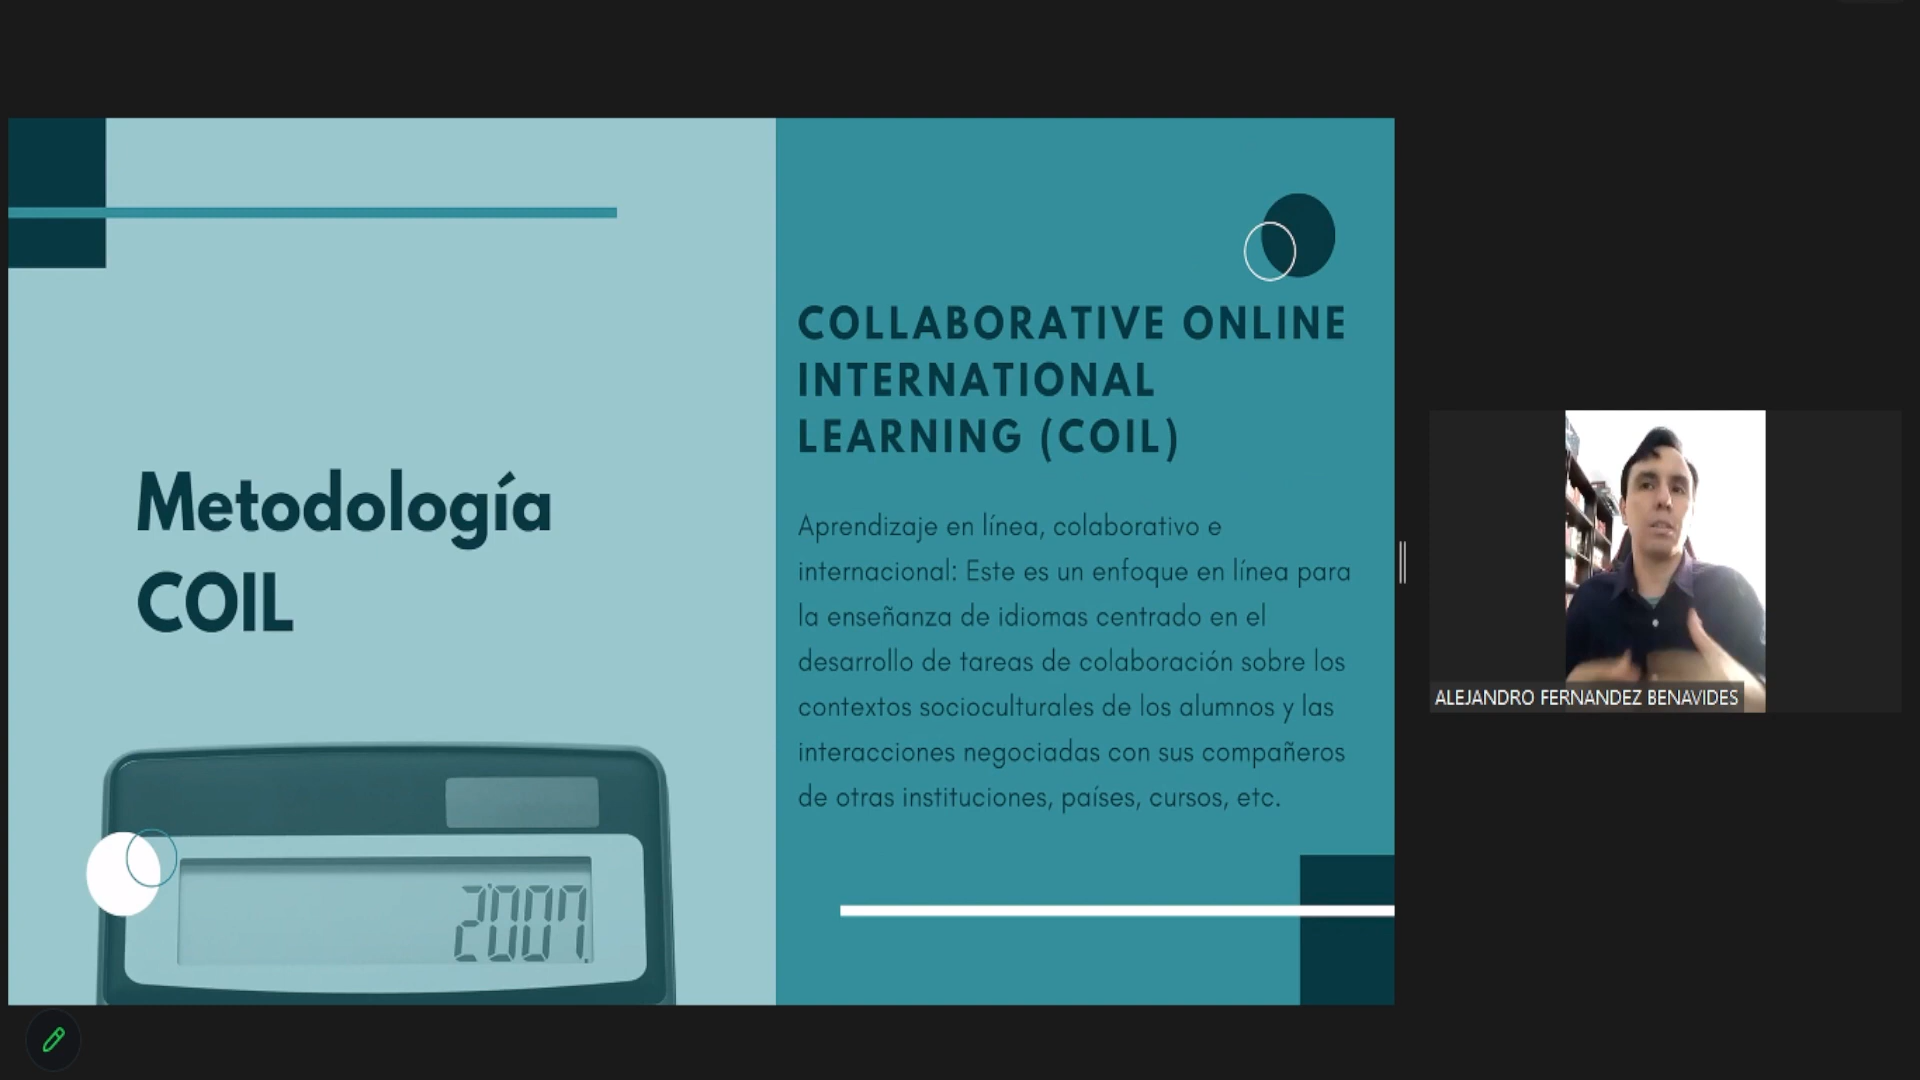 Metodología
COIL
COLLABORATIVE ONLINE
INTERNATIONAL
LEARNING (COIL)
Aprendizaje en línea, colaborativo e
internacional: Este es un enfoque en línea para
la enseñanza de idiomas centrado en el
desarrollo de tareas de colaboración sobre los
contextos socioculturales de los alumnos y las
interacciones negociadas con sus compañeros
de otras instituciones, países, cursos, etc.
2007.
ALEJANDRO FERNANDEZ BENAVIDES